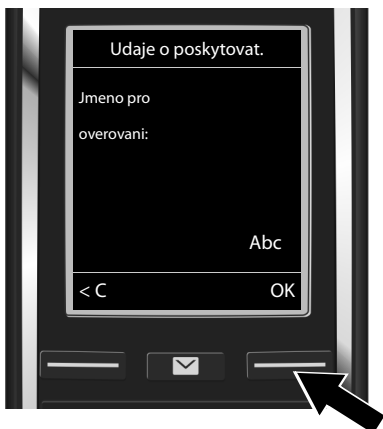 Udaje o poskytovat.
Jmeno pro
overovani:
Abc
< C
OK